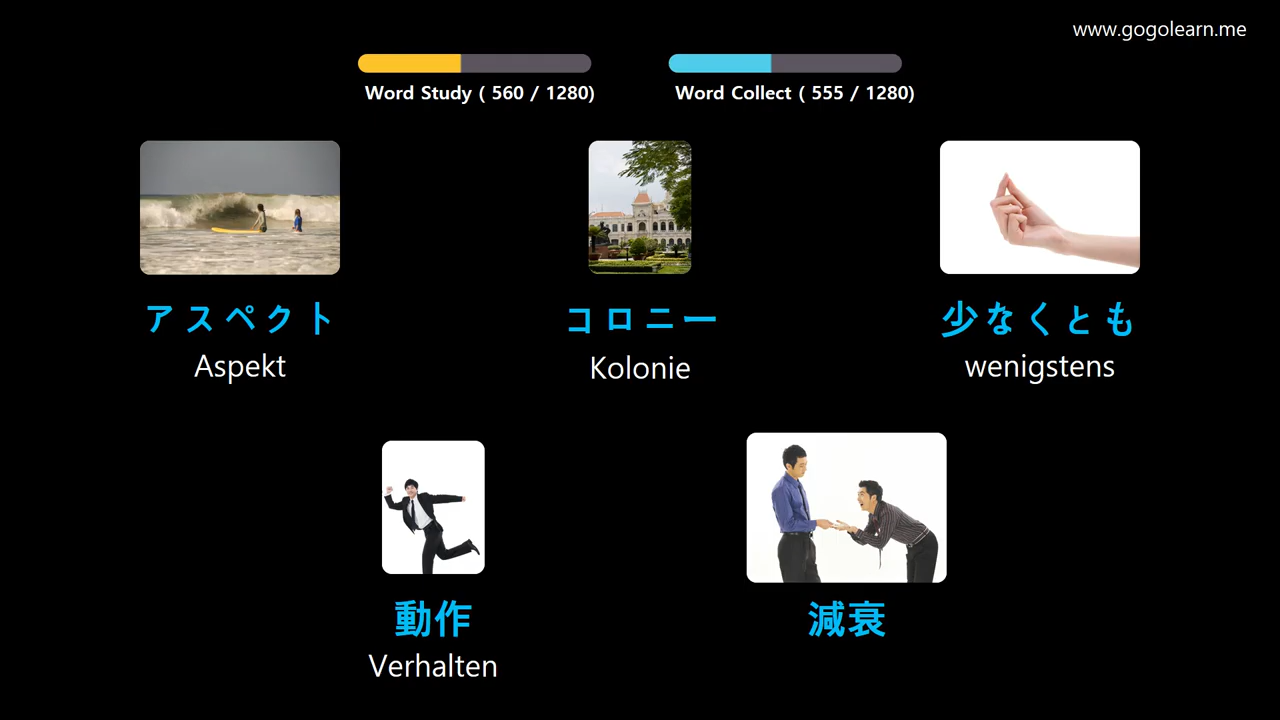 www.gogolearn.me
Word Study ( 560 / 1280)
Word Collect ( 555 / 1280)
アスペクト
Aspekt
コロニー
Kolonie
少なくとも
wenigstens
動作
Verhalten
減衰